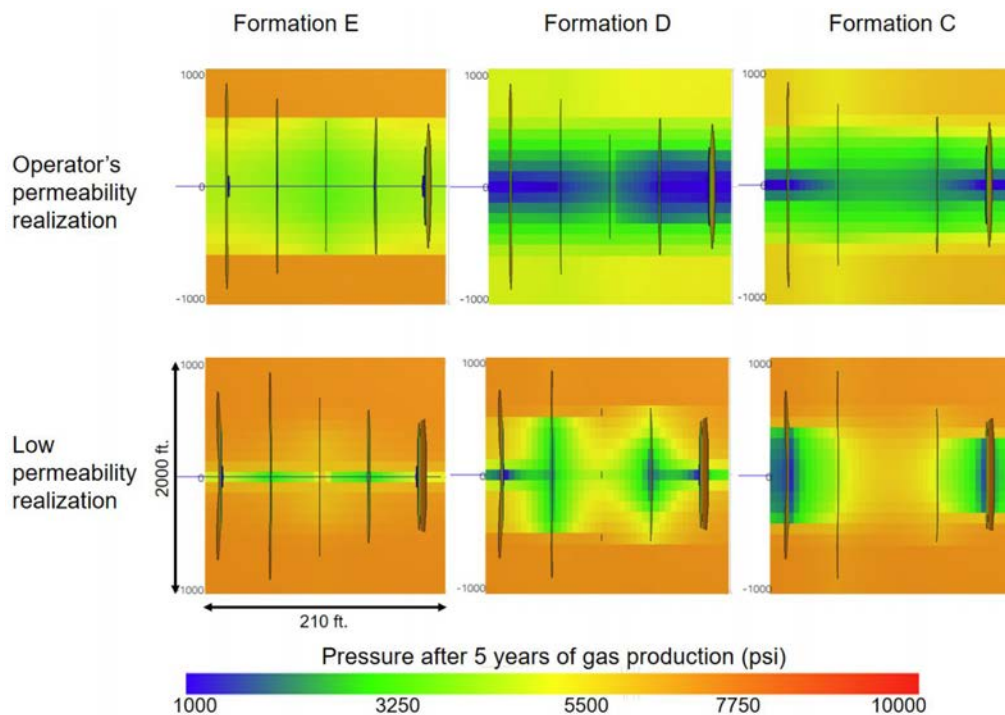 Formation E
Formation D
Formation C
Operator's
permeability
realization
1000
0
-1000
1000
0
-1000
1000
0
-1000
Low
permeability
realization
2000 ft.
1000
0
1000
1000
0
-1000
1000
0
-1000
210 ft.
Pressure after 5 years of gas production (psi)
1000
3250
5500
7750
10000